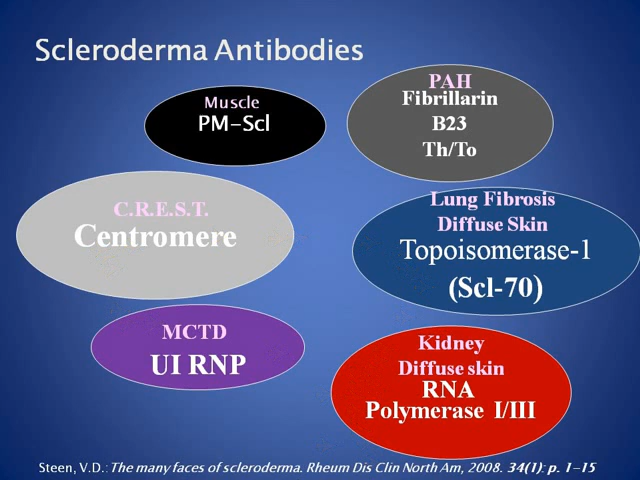 Scleroderma Antibodies
Muscle
PM-Scl
PAH
Fibrillarin
B23
Th/To
C.R.E.S.T.
Centromere
Lung Fibrosis
Diffuse Skin
Topoisomerase-1
(Scl-70)
MCTD
UI RNP
Kidney
Diffuse skin
RNA
Polymerase I/III
Steen, V.D.: The many faces of scleroderma. Rheum Dis Clin North Am, 2008. 34(1): p. 1-15